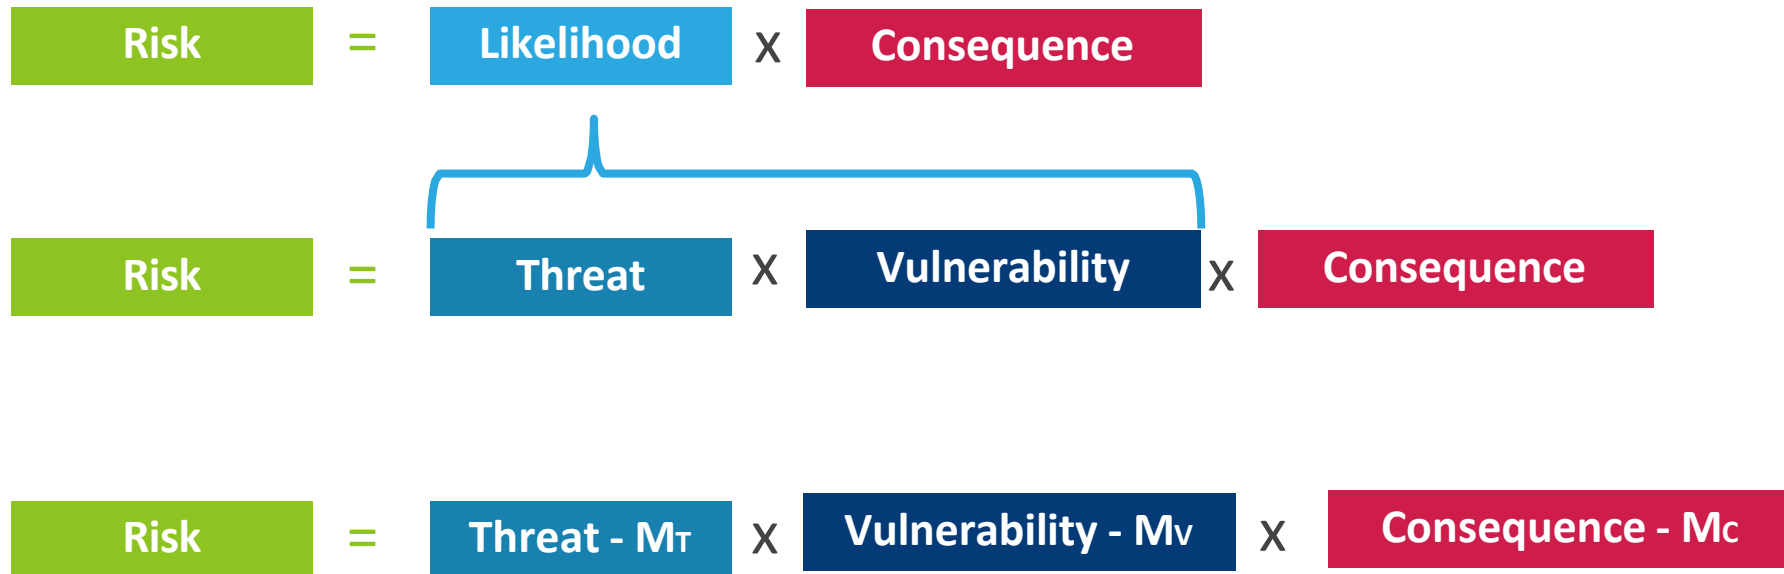 Risk = Likelihood x Consequence
Risk = Threat x Vulnerability x Consequence
Risk = Threat - MT x Vulnerability - MV x Consequence - MC